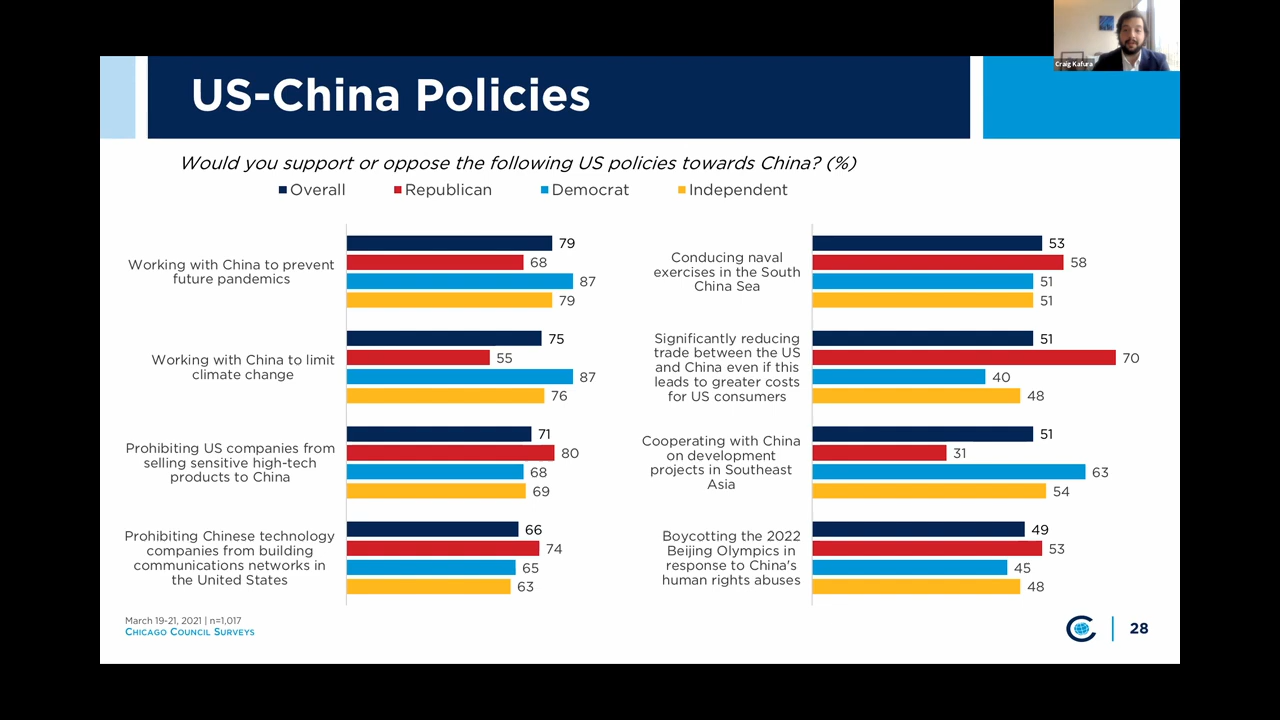 Craig Kafura
US-China Policies
Would you support or oppose the following US policies towards China? (%)
Overall Republican Democrat Independent
Working with China to prevent
future pandemics
79
68
87
79
Working with China to limit
climate change
75
55
87
76
Prohibiting US companies from
selling sensitive high-tech
products to China
71
80
68
69
Prohibiting Chinese technology
companies from building
communications networks in
the United States
66
74
65
63
Conducing naval
exercises in the South
China Sea
53
58
51
51
Significantly reducing
trade between the US
and China even if this
leads to greater costs
for US consumers
51
70
40
48
Cooperating with China
on development
projects in Southeast
Asia
51
31
63
54
Boycotting the 2022
Beijing Olympics in
response to China's
human rights abuses
49
53
45
48
March 19-21, 2021 | n=1,017
CHICAGO COUNCIL SURVEYS
28